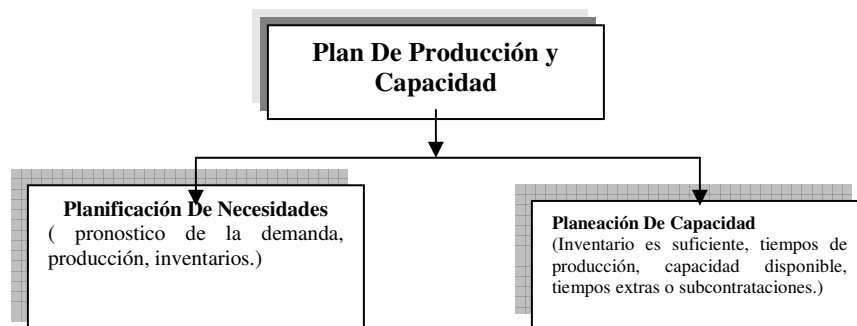 Plan De Producción y
Capacidad
Planificación De Necesidades
( pronostico de la demanda,
producción, inventarios.)
Planeación De Capacidad
(Inventario es suficiente, tiempos de
producción, capacidad disponible,
tiempos extras o subcontrataciones.)